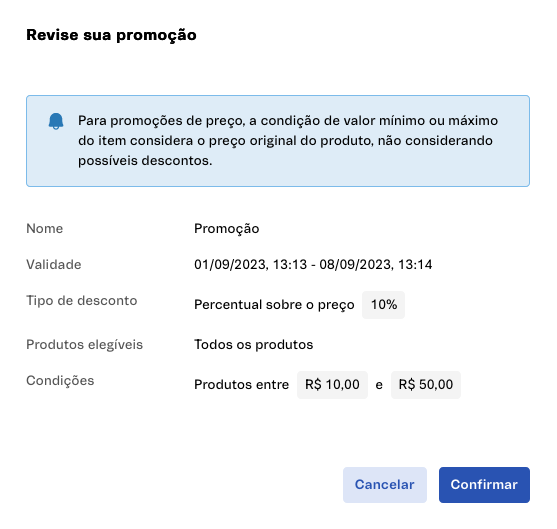 Revise sua promoção
Para promoções de preço, a condição de valor mínimo ou máximo
do item considera o preço original do produto, não considerando
possíveis descontos.
Nome Promoção
Validade 01/09/2023, 13:13 - 08/09/2023, 13:14
Tipo de desconto Percentual sobre o preço 10%
Produtos elegíveis Todos os produtos
Condições Produtos entre R$ 10,00 e R$ 50,00
Cancelar Confirmar